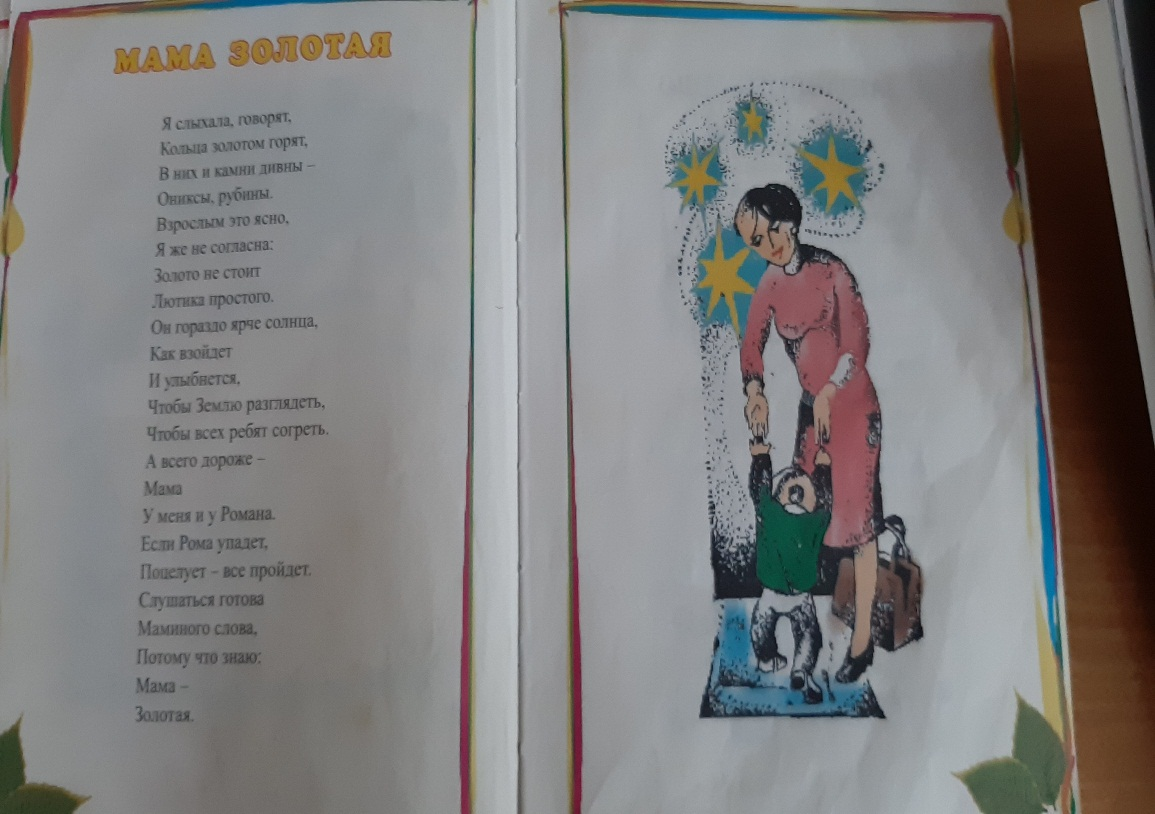 МАМА ЗОЛОТАЯ
Я слыхала, говорят,
Кольца золотом горят,
В них и камни дивны –
Ониксы, рубины.
Взрослым это ясно,
Я же не согласна:
Золото не стоит
Лютика простого.
Он гораздо ярче солнца,
Как взойдет
И улыбнется,
Чтобы Землю разглядеть,
Чтобы всех ребят согреть.
А всего дороже –
Мама
У меня и у Романа.
Если Рома упадет,
Поцелует – все пройдет.
Слушаться готова
Маминого слова,
Потому что знаю:
Мама –
Золотая.